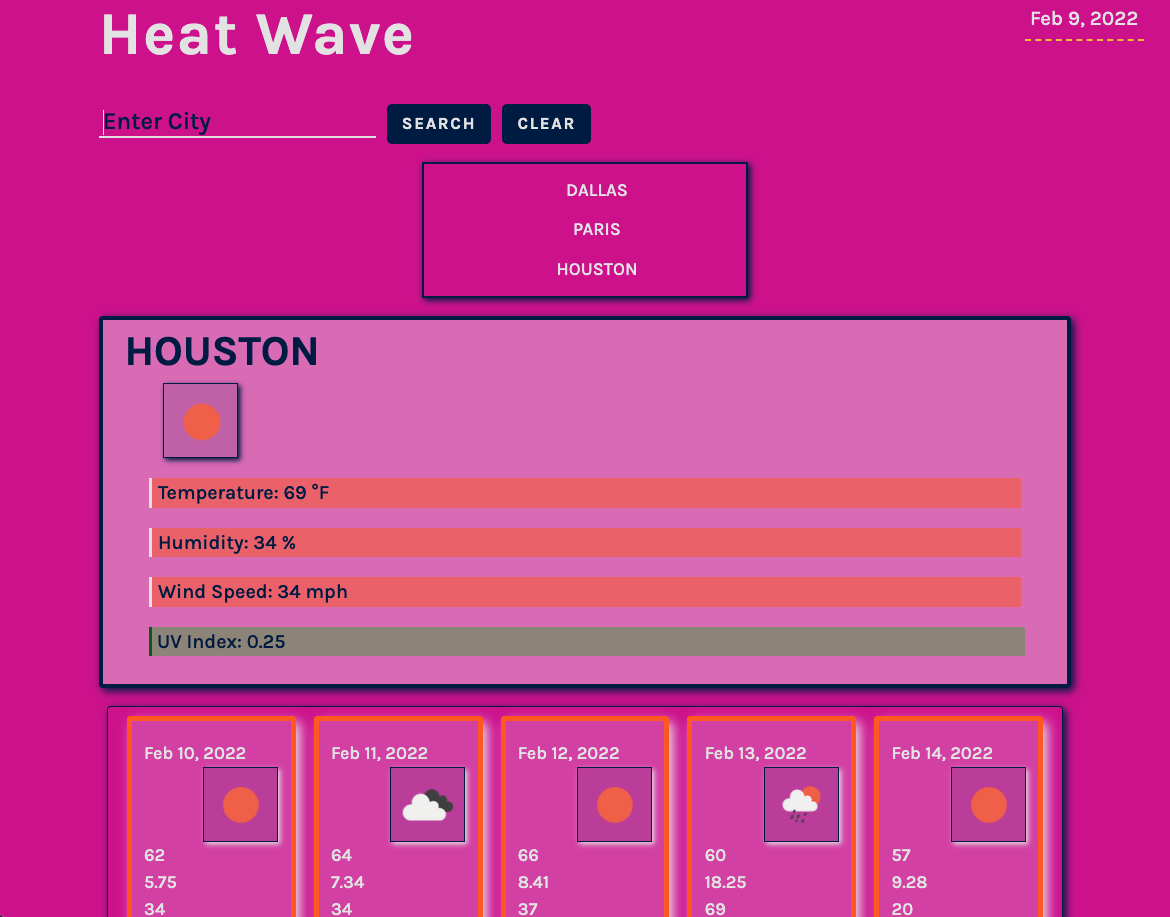 Heat Wave
Feb 9, 2022
Enter City
SEARCH
CLEAR
DALLAS
PARIS
HOUSTON
HOUSTON
Temperature: 69 °F
Humidity: 34 %
Wind Speed: 34 mph
UV Index: 0.25
Feb 10, 2022
62
5.75
34
Feb 11, 2022
64
7.34
34
Feb 12, 2022
66
8.41
37
Feb 13, 2022
60
18.25
69
Feb 14, 2022
57
9.28
20